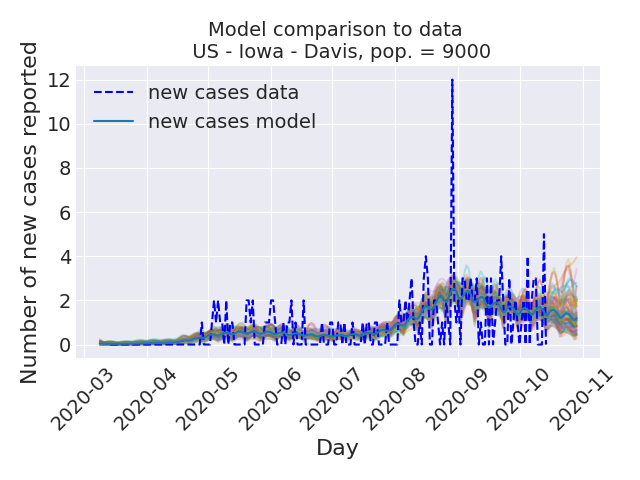 Model comparison to data
US - Iowa - Davis, pop. = 9000
Number of new cases reported
12
10
8
6
4
2
0
new cases data
new cases model
2020-03
2020-04
2020-05
2020-06
2020-07
2020-08
2020-09
2020-10
2020-11
Day